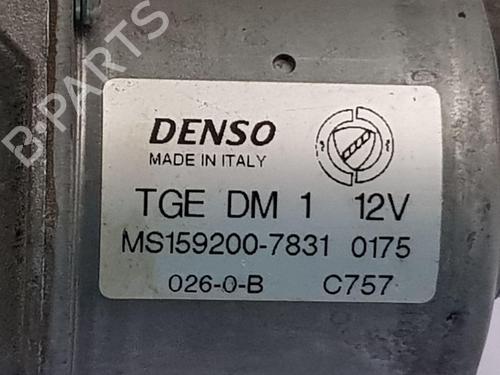 B-PARTS
DENSO
MADE IN ITALY
TGE DM 1 12V
MS159200-7831 0175
026-0-B C757